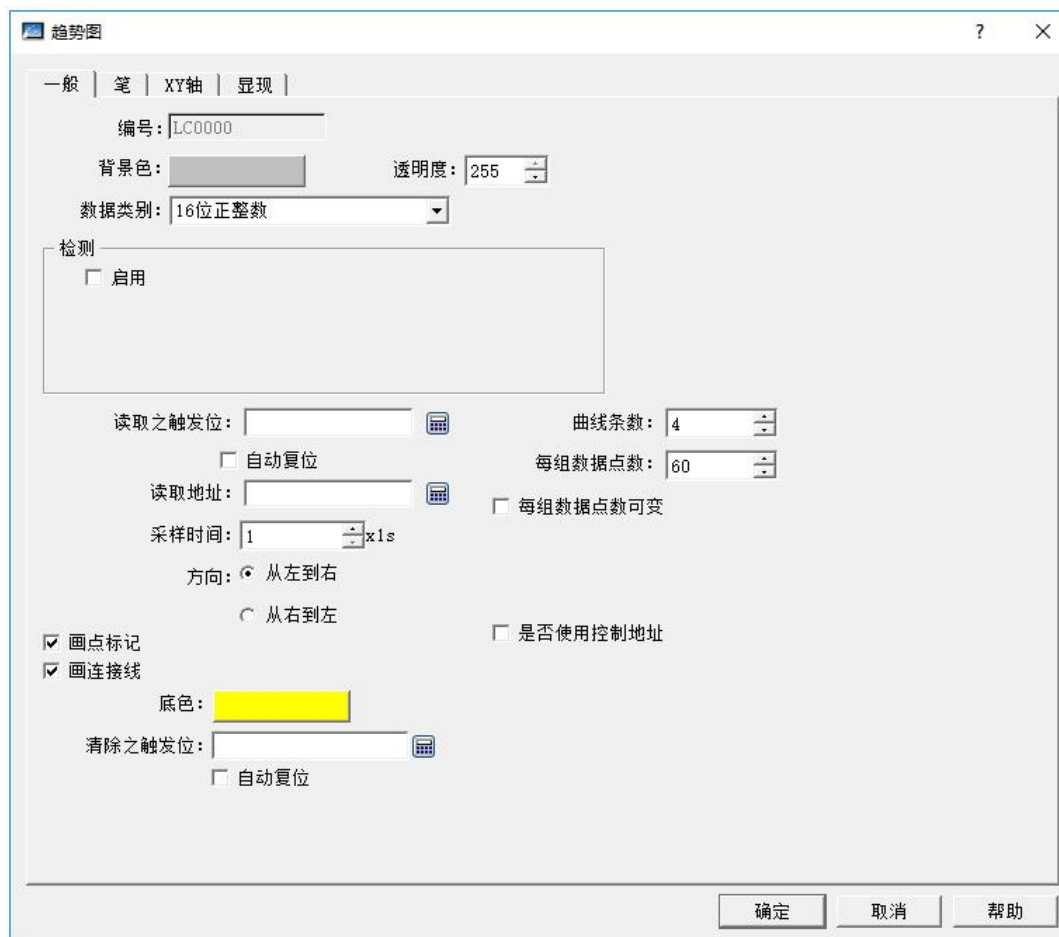 趋势图
? ×
一般 笔 XY轴 显现
编号: LC0000
背景色: 透明度: 255
数据类别: 16位正整数
检测
启用
读取之触发位: 曲线条数: 4
自动复位 每组数据点数: 60
读取地址:
每组数据点数可变
采样时间: 1 x1s
方向: 从左到右
从右到左
是否使用控制地址
画点标记
画连接线
底色:
清除之触发位:
自动复位
确定 取消 帮助